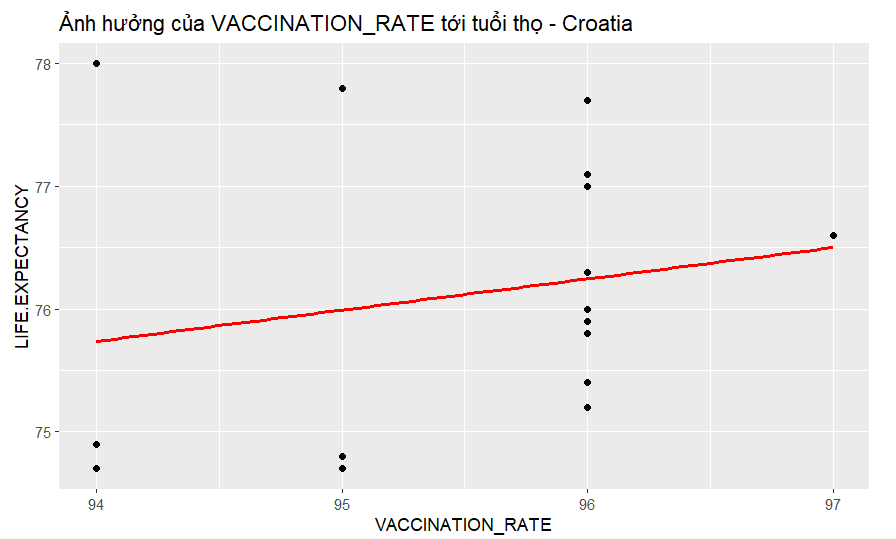 Ảnh hưởng của VACCINATION_RATE tới tuổi thọ - Croatia
78
77
76
75
LIFE.EXPECTANCY
94 95 96 97
VACCINATION_RATE